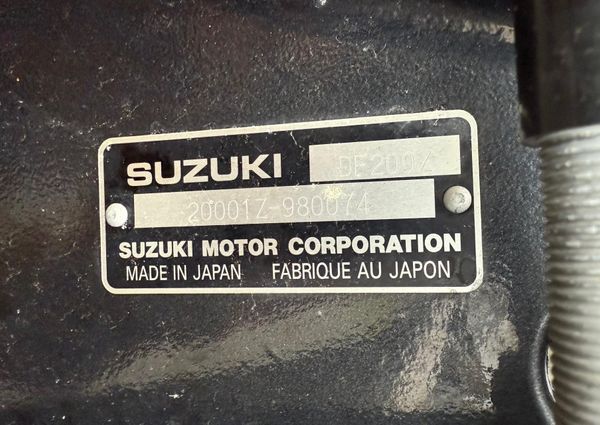 SUZUKI DF200Z
20001Z-980074
SUZUKI MOTOR CORPORATION
MADE IN JAPAN FABRIQUE AU JAPON